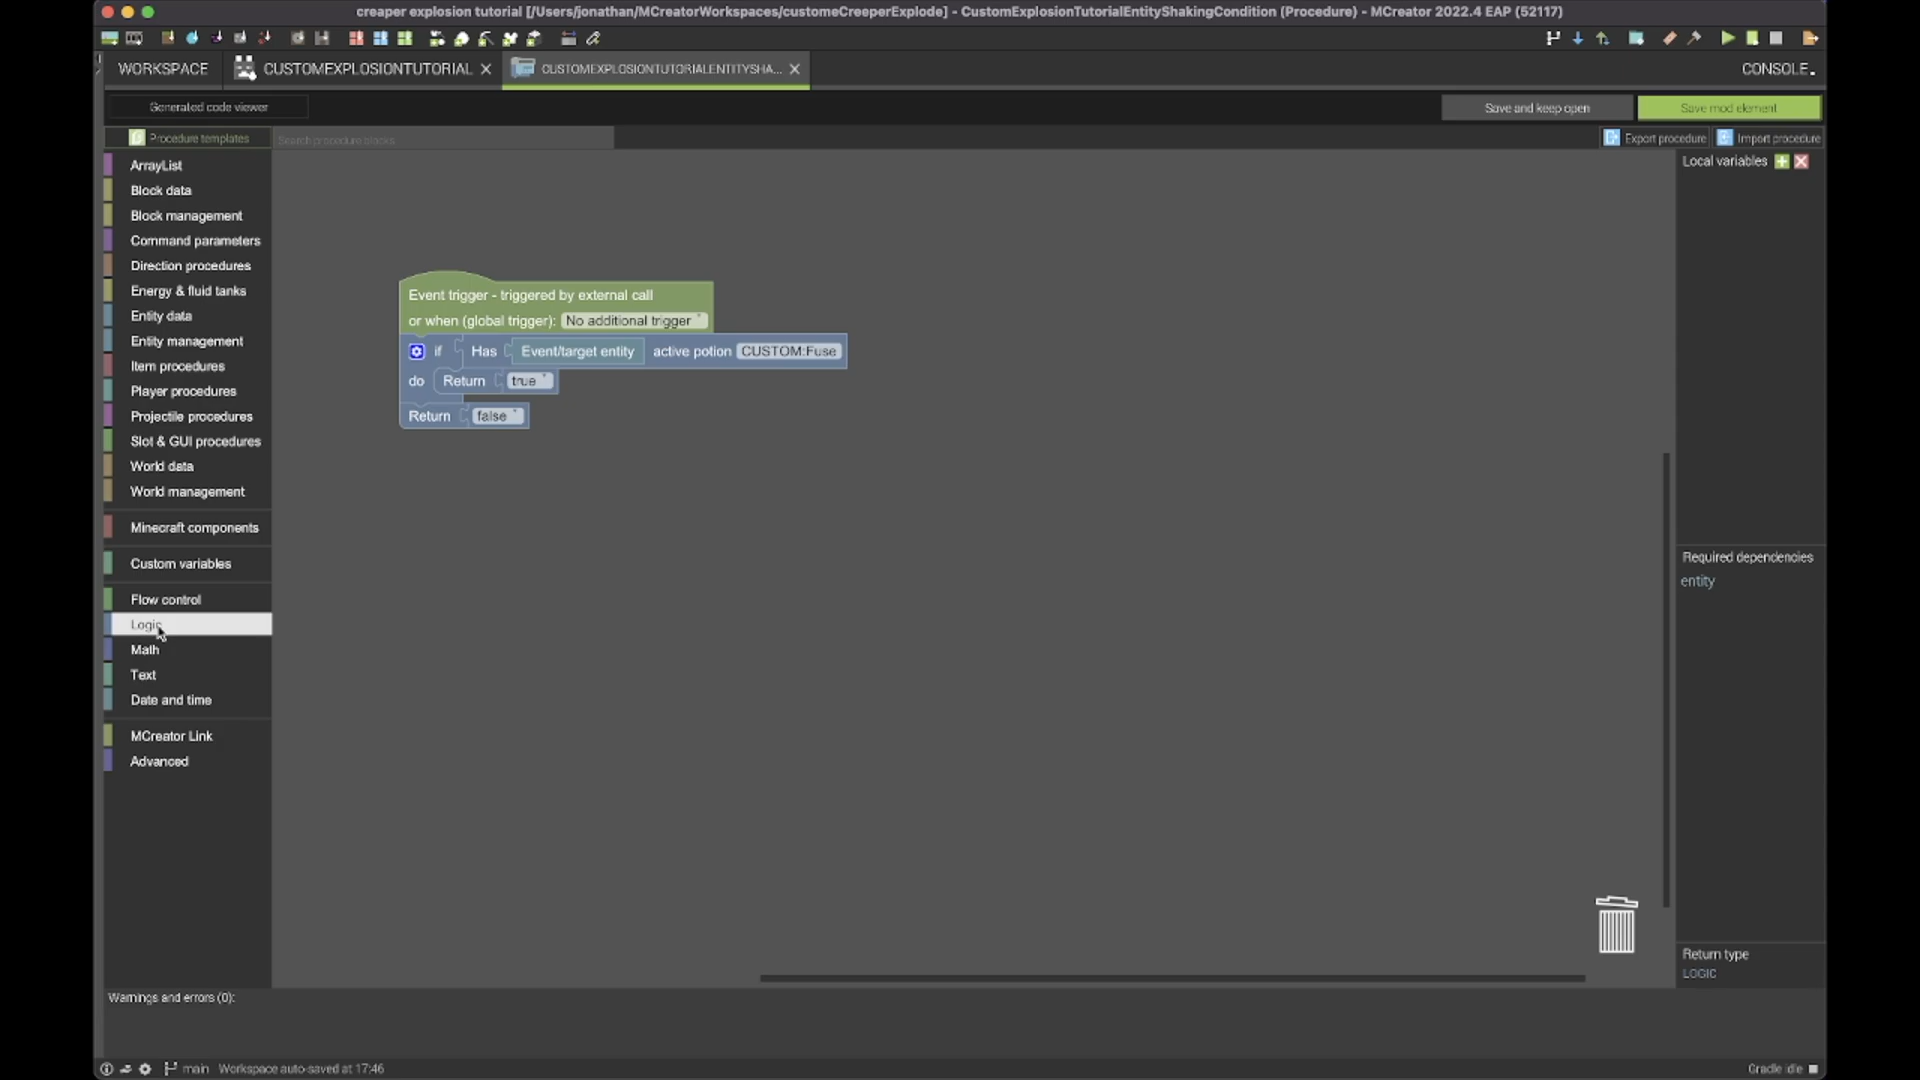 creaper explosion tutorial [/Users/jonathan/MCreatorWorkspaces/customeCreeperExplode] - CustomExplosionTutorialEntityShakingCondition (Procedure) - MCreator 2022.4 EAP (52117)
WORKSPACE
CUSTOMEXPLOSIONTUTORIAL
CUSTOMEXPLOSIONTUTORIALENTITYSHA...
CONSOLE
Generated code viewer
Save and keep open
Save mod element
Procedure templates
Search procedure blocks
Export procedure
Import procedure
ArrayList
Block data
Block management
Command parameters
Direction procedures
Energy & fluid tanks
Entity data
Entity management
Item procedures
Player procedures
Projectile procedures
Slot & GUI procedures
World data
World management
Minecraft components
Custom variables
Flow control
Logic
Math
Text
Date and time
MCreator Link
Advanced
Event trigger - triggered by external call
or when (global trigger): No additional trigger
if Has Event/target entity active potion CUSTOM:Fuse
do Return true
Return false
Local variables
Required dependencies
entity
Return type
LOGIC
Warnings and errors (0):
main Workspace auto-saved at 17:46
Gradle idle